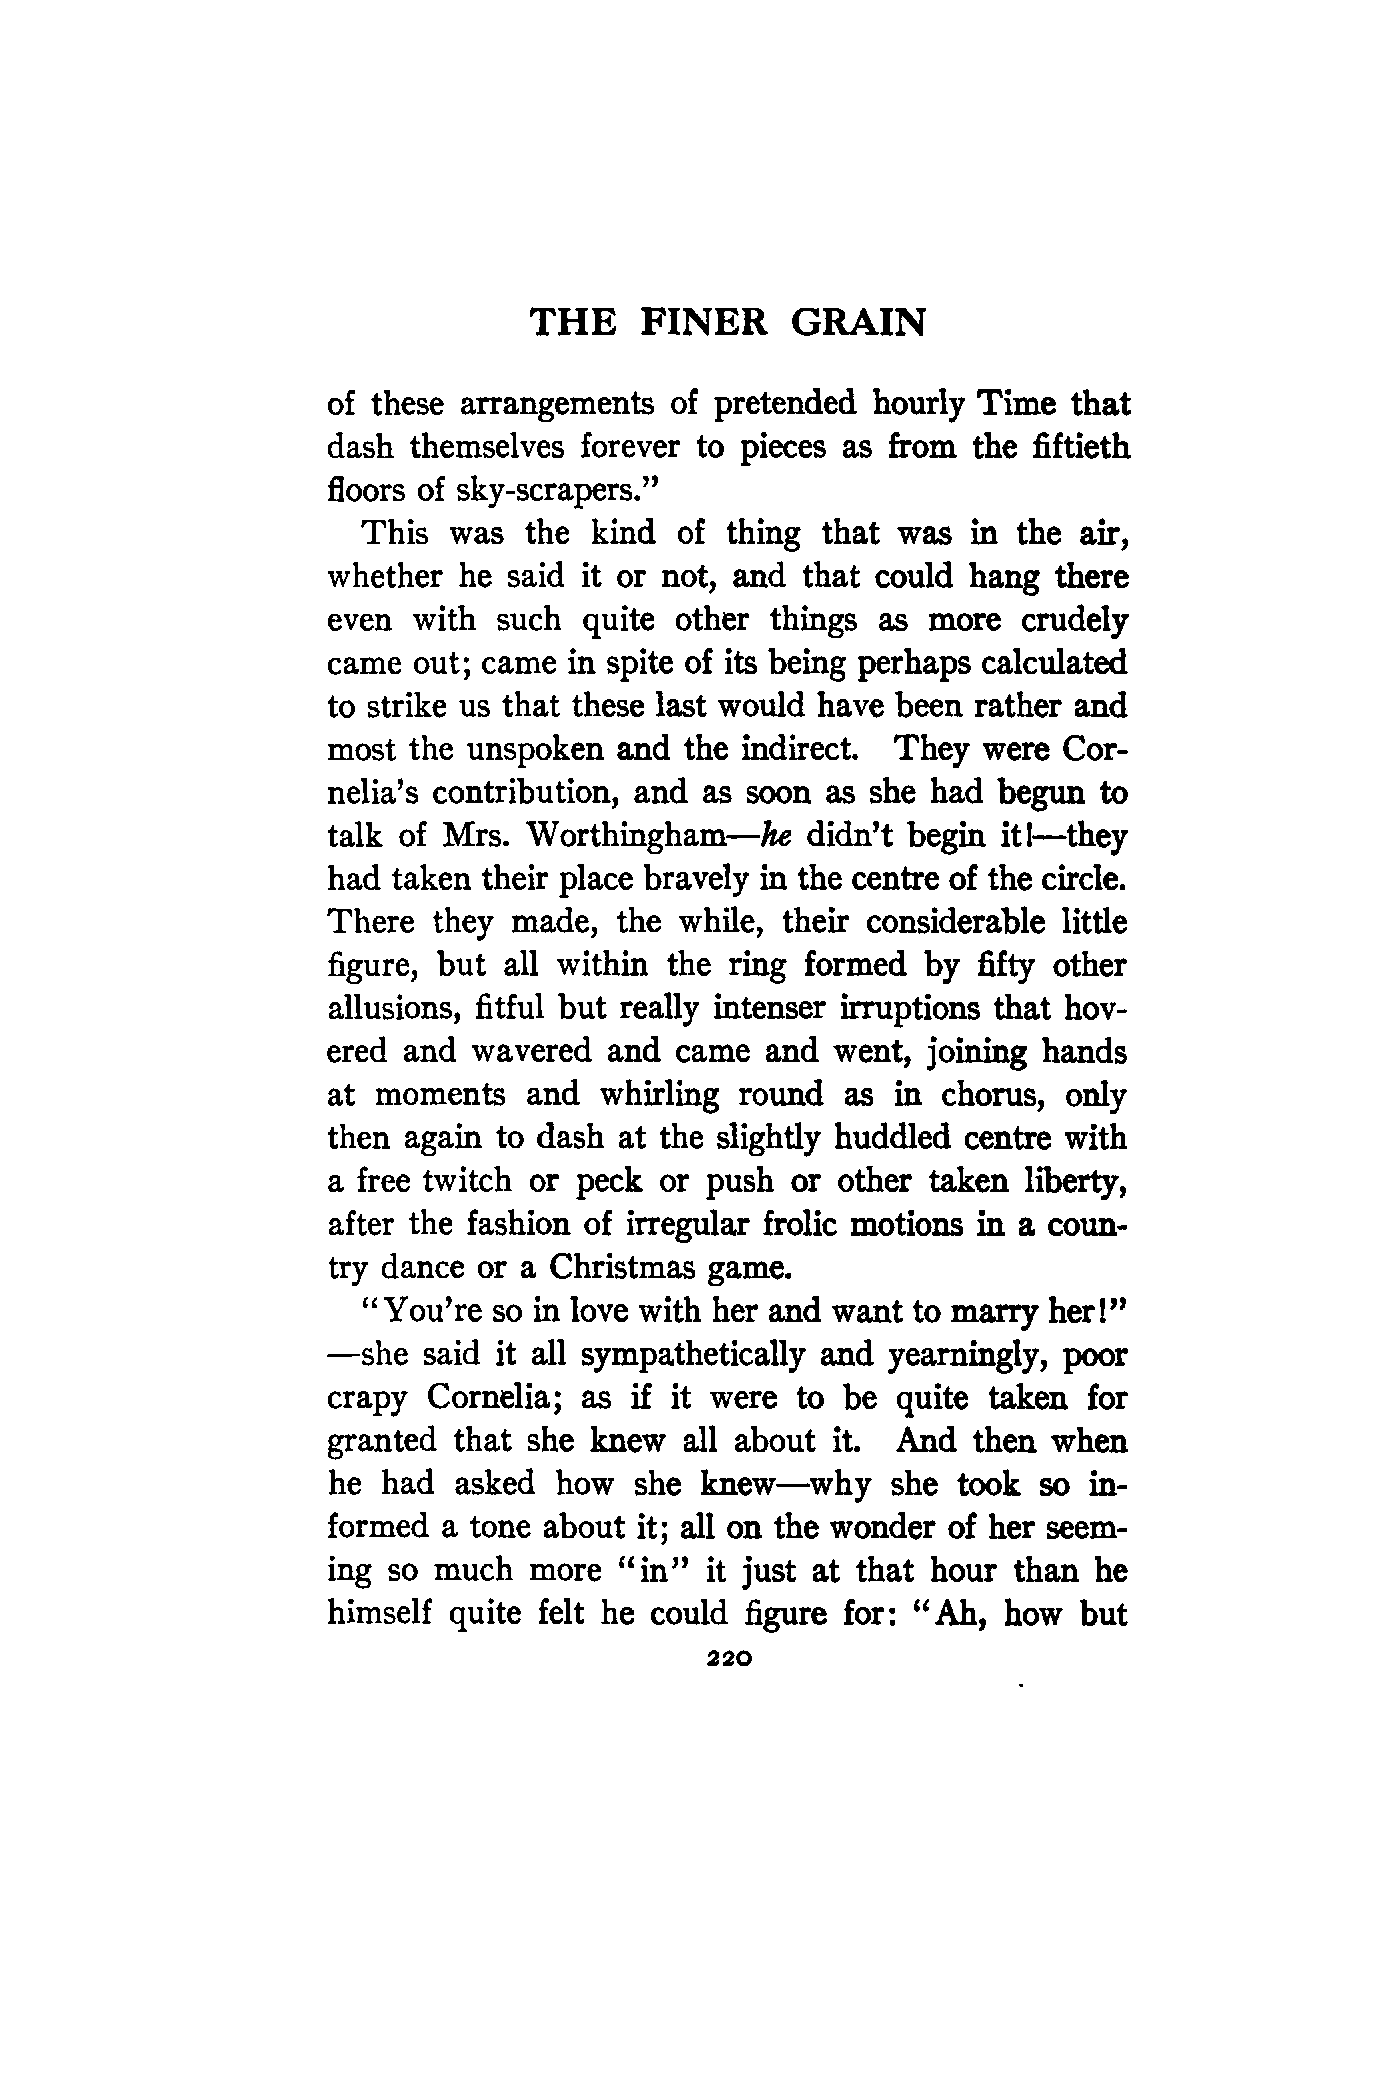 THE FINER GRAIN
of these arrangements of pretended hourly Time that
dash themselves forever to pieces as from the fiftieth
floors of sky-scrapers.”
This was the kind of thing that was in the air,
whether he said it or not, and that could hang there
even with such quite other things as more crudely
came out; came in spite of its being perhaps calculated
to strike us that these last would have been rather and
most the unspoken and the indirect. They were Cor-
nelia’s contribution, and as soon as she had begun to
talk of Mrs. Worthingham—he didn’t begin it!—they
had taken their place bravely in the centre of the circle.
There they made, the while, their considerable little
figure, but all within the ring formed by fifty other
allusions, fitful but really intenser irruptions that hov-
ered and wavered and came and went, joining hands
at moments and whirling round as in chorus, only
then again to dash at the slightly huddled centre with
a free twitch or peck or push or other taken liberty,
after the fashion of irregular frolic motions in a coun-
try dance or a Christmas game.
“You’re so in love with her and want to marry her!”
—she said it all sympathetically and yearningly, poor
crapy Cornelia; as if it were to be quite taken for
granted that she knew all about it. And then when
he had asked how she knew—why she took so in-
formed a tone about it; all on the wonder of her seem-
ing so much more “in” it just at that hour than he
himself quite felt he could figure for: “Ah, how but
220